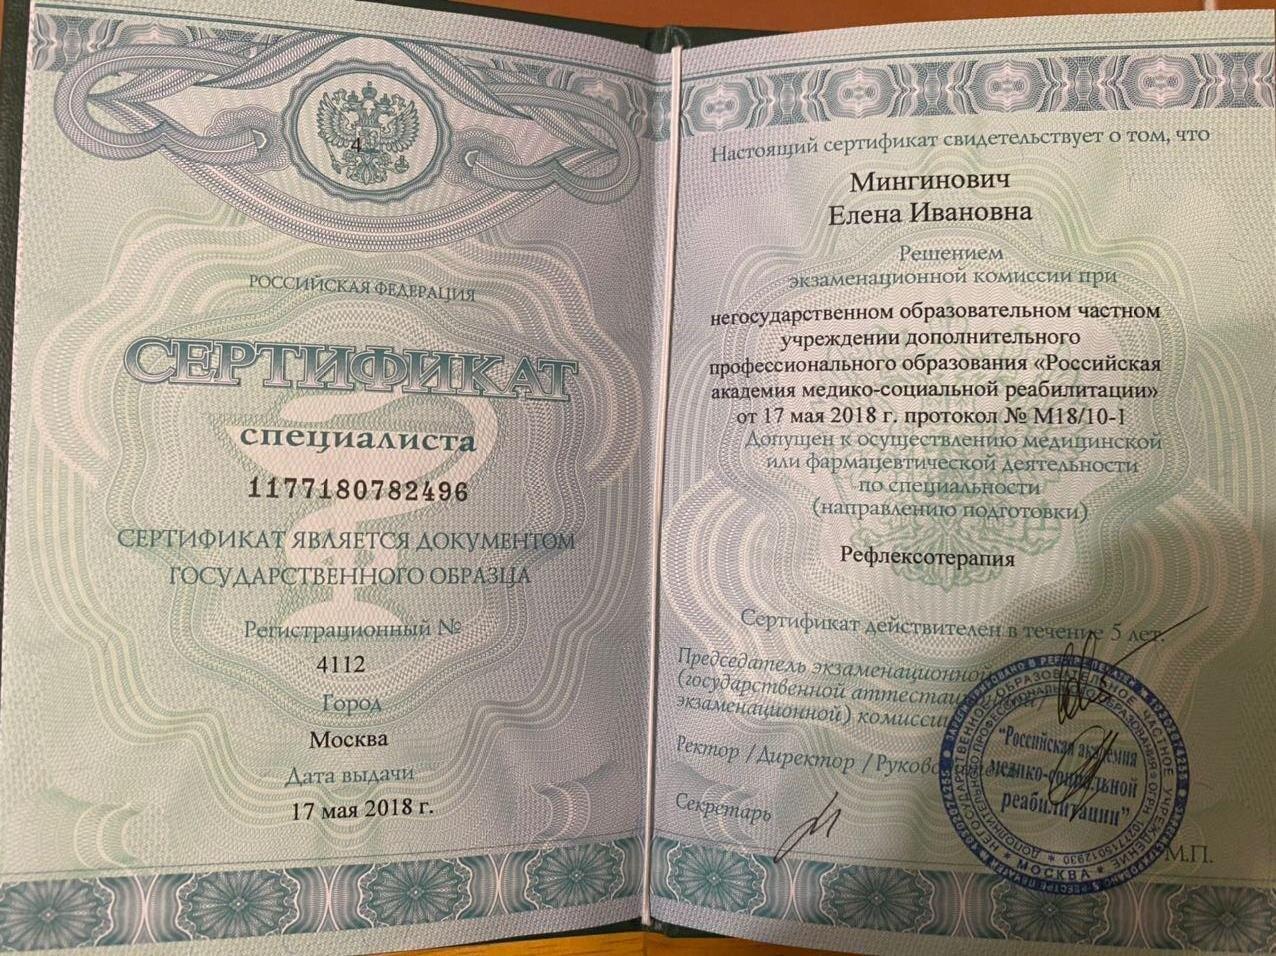 4
РОССИЙСКАЯ ФЕДЕРАЦИЯ
СЕРТИФИКАТ
специалиста
1177180782496
СЕРТИФИКАТ ЯВЛЯЕТСЯ ДОКУМЕНТОМ
ГОСУДАРСТВЕННОГО ОБРАЗЦА
Регистрационный №
4112
Город
Москва
Дата выдачи
17 мая 2018 г.
Настоящий сертификат свидетельствует о том, что
Мингинович
Елена Ивановна
Решением
экзаменационной комиссии при
негосударственном образовательном частном
учреждении дополнительного
профессионального образования «Российская
академия медико-социальной реабилитации»
от 17 мая 2018 г. протокол № М18/10-1
Допущен к осуществлению медицинской
или фармацевтической деятельности
по специальности
(направлению подготовки)
Рефлексотерапия
Сертификат действителен в течение 5 лет.
Председатель экзаменационной
(государственной
экзаменационной) комиссии
Ректор /Директор
Секретарь
М.П.
"Российская академия
медико-социальной
реабилитации"
МОСКВА